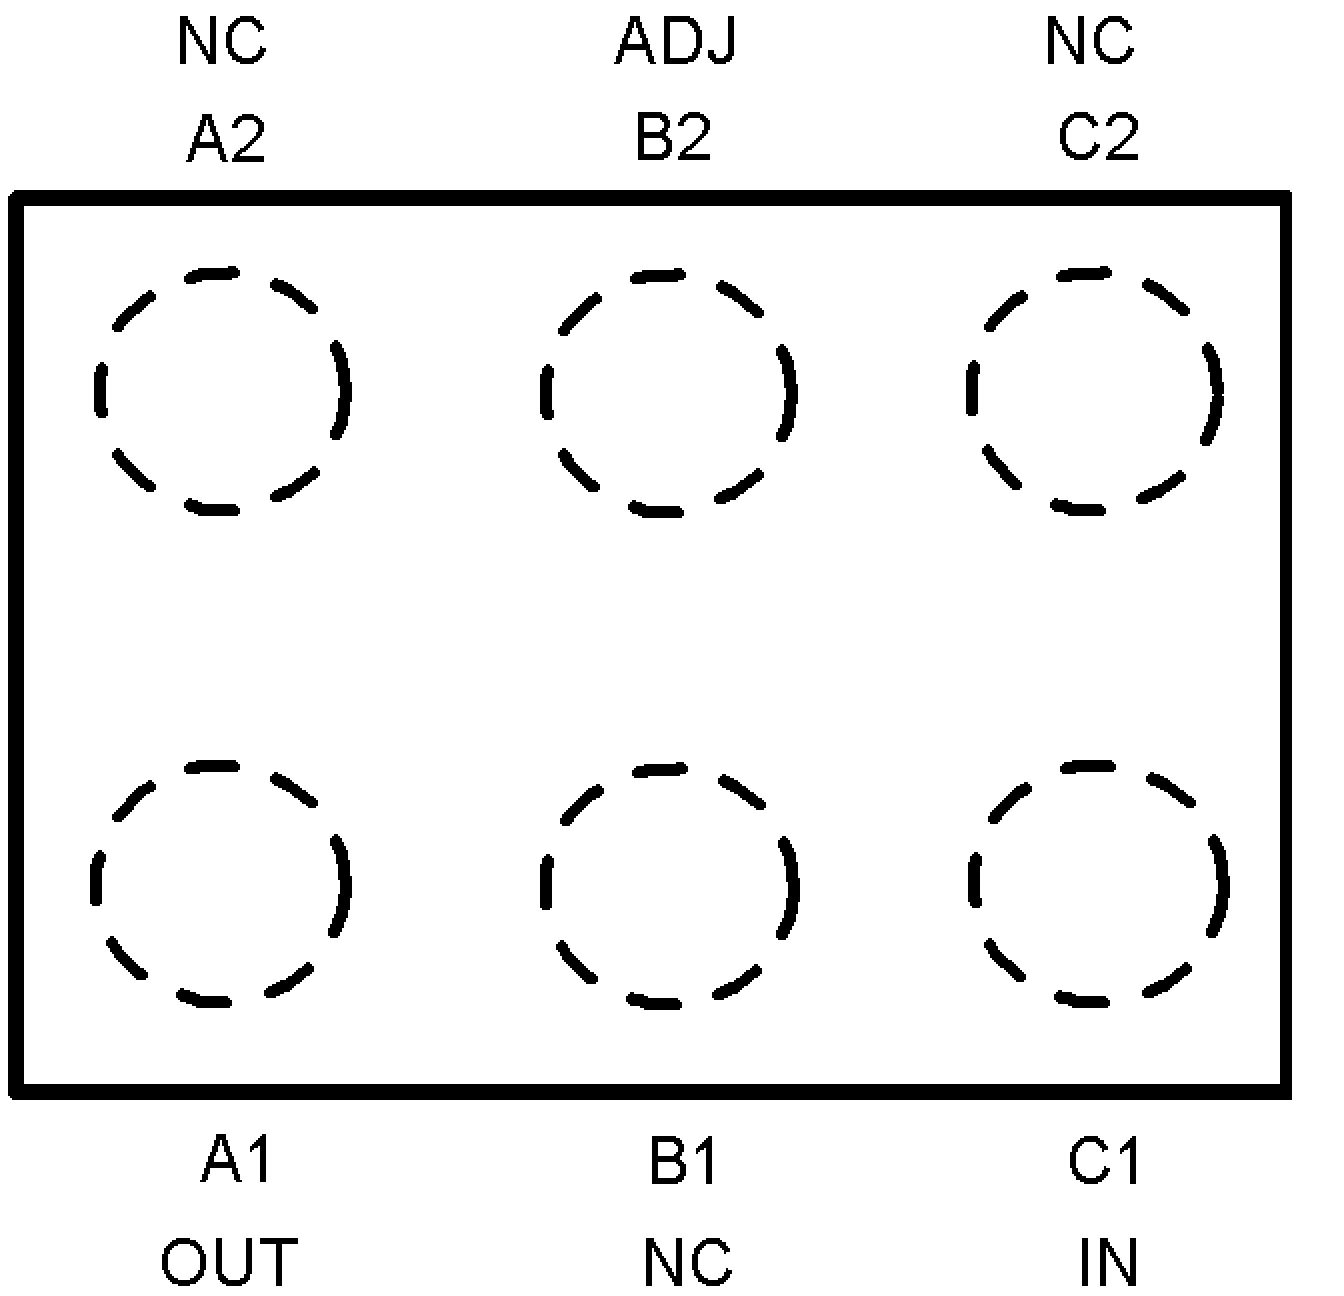 NC ADJ NC
A2 B2 C2
A1 B1 C1
OUT NC IN